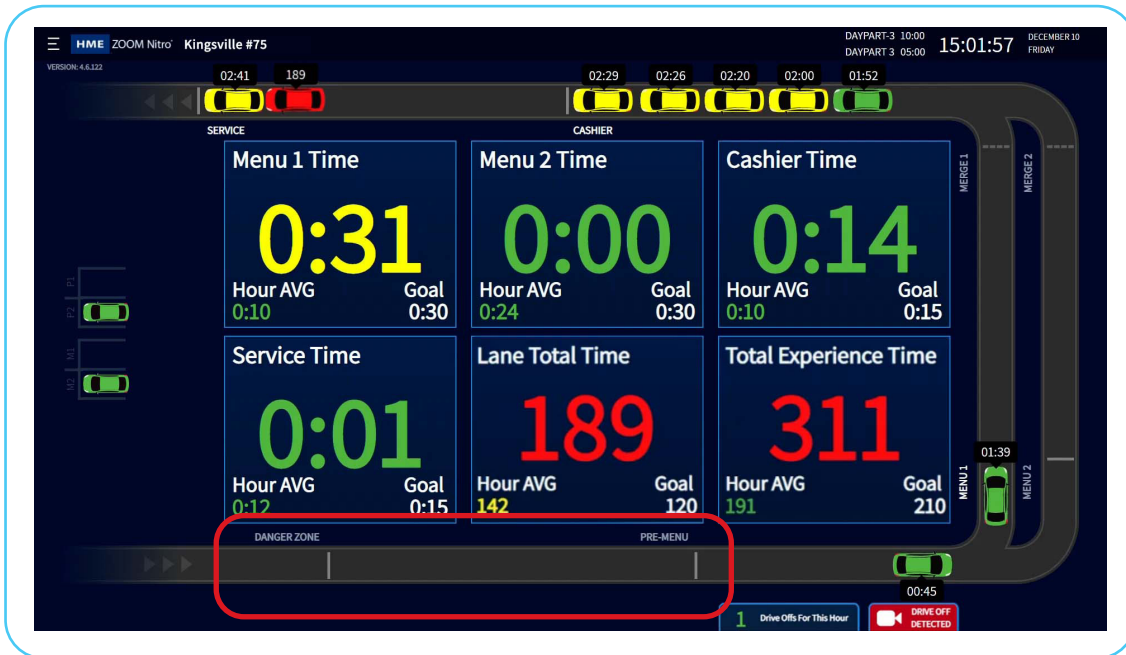 HME ZOOM Nitro Kingsville #75
DAYPART-3 10:00
DAYPART 3 05:00
15:01:57
DECEMBER 10
FRIDAY
VERSION: 4.6.122
02:41 189 02:29 02:26 02:20 02:00 01:52
SERVICE CASHIER
MERGE 1 MERGE 2
Menu 1 Time
0:31
Hour AVG Goal
0:10 0:30
Menu 2 Time
0:00
Hour AVG Goal
0:24 0:30
Cashier Time
0:14
Hour AVG Goal
0:10 0:15
P1
P2
M1
M2
Service Time
0:01
Hour AVG Goal
0:12 0:15
Lane Total Time
189
Hour AVG Goal
142 120
Total Experience Time
311
Hour AVG Goal
191 210
01:39
MENU 1 MENU 2
DANGER ZONE PRE-MENU
00:45
1 Drive Offs For This Hour
DRIVE OFF
DETECTED